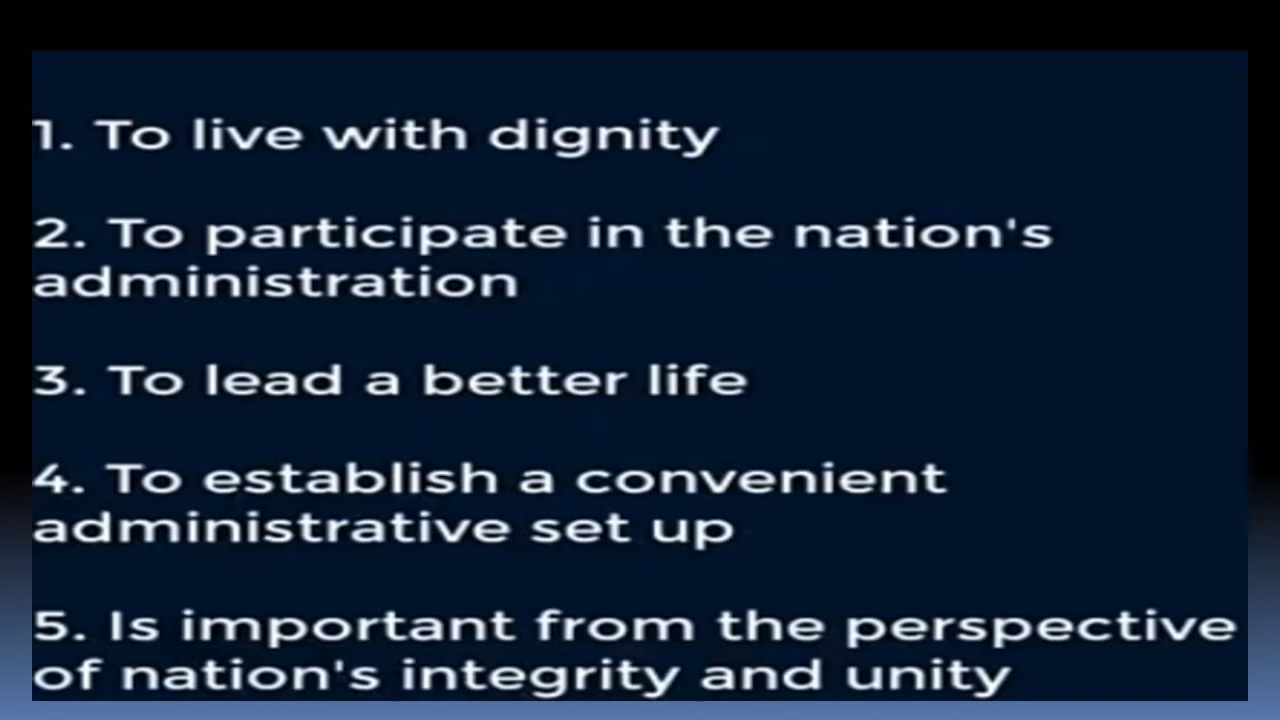 1. To live with dignity
2. To participate in the nation's
administration
3. To lead a better life
4. To establish a convenient
administrative set up
5. Is important from the perspective
of nation's integrity and unity